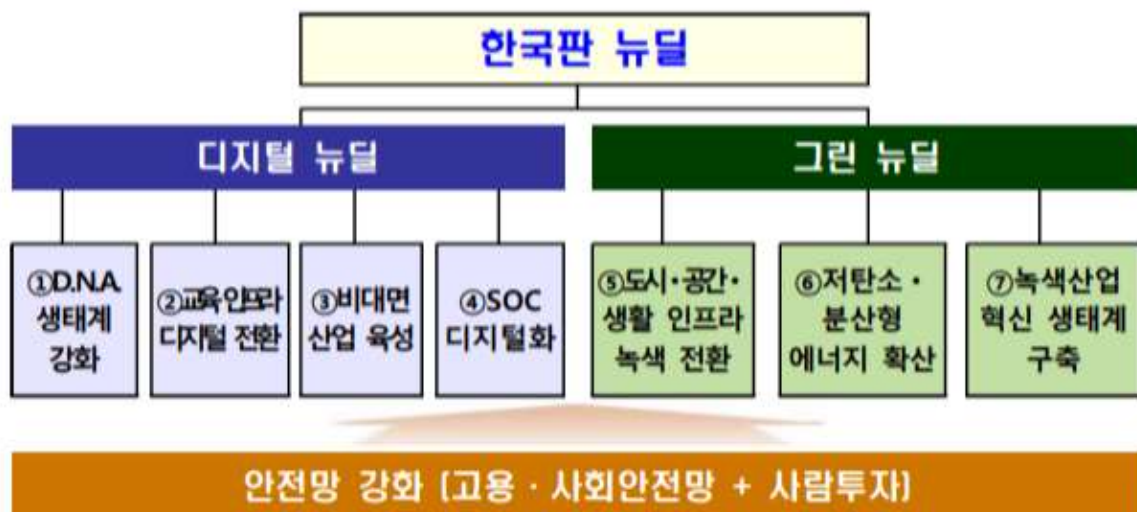 한국판 뉴딜
디지털 뉴딜
그린 뉴딜
①D.N.A.
생태계
강화
②교육인프라
디지털 전환
③비대면
산업 육성
④SOC
디지털화
⑤도시·공간·
생활 인프라
녹색 전환
⑥저탄소·
분산형
에너지 확산
⑦녹색산업
혁신 생태계
구축
안전망 강화 [고용 · 사회안전망 + 사람투자]